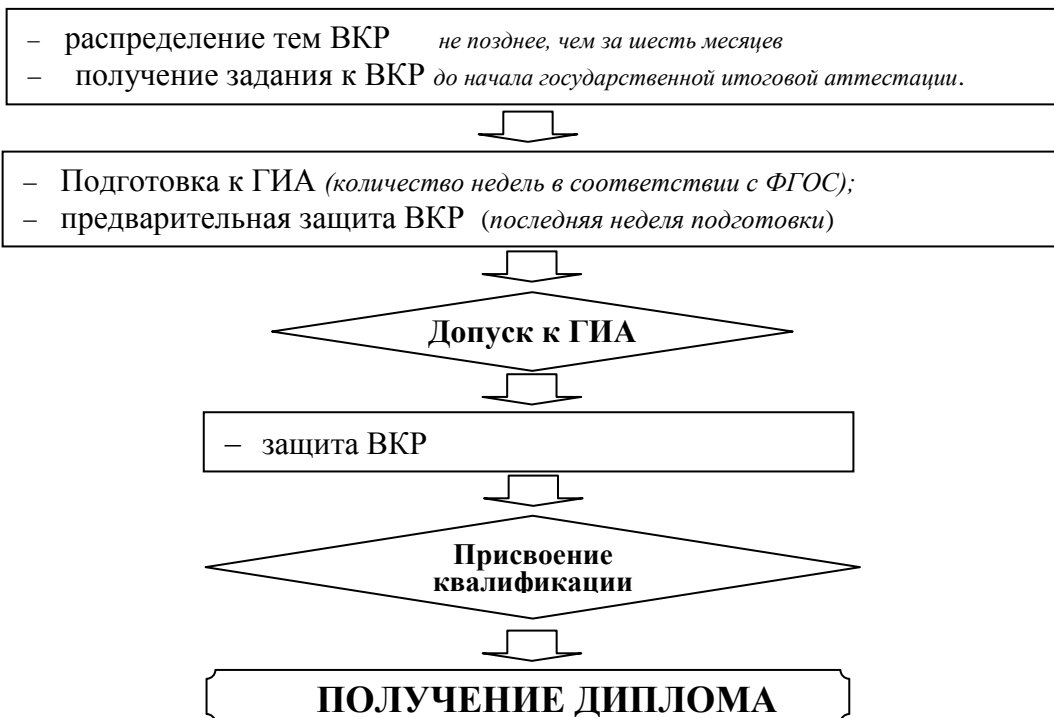 – распределение тем ВКР не позднее, чем за шесть месяцев
– получение задания к ВКР до начала государственной итоговой аттестации.
– Подготовка к ГИА (количество недель в соответствии с ФГОС);
– предварительная защита ВКР (последняя неделя подготовки)
Допуск к ГИА
– защита ВКР
Присвоение
квалификации
ПОЛУЧЕНИЕ ДИПЛОМА